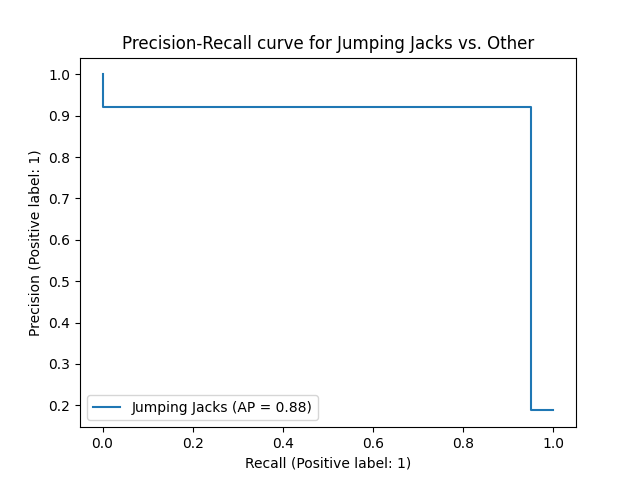 Precision-Recall curve for Jumping Jacks vs. Other
1.0
0.9
0.8
0.7
0.6
0.5
0.4
0.3
0.2
Precision (Positive label: 1)
Jumping Jacks (AP = 0.88)
0.0 0.2 0.4 0.6 0.8 1.0
Recall (Positive label: 1)